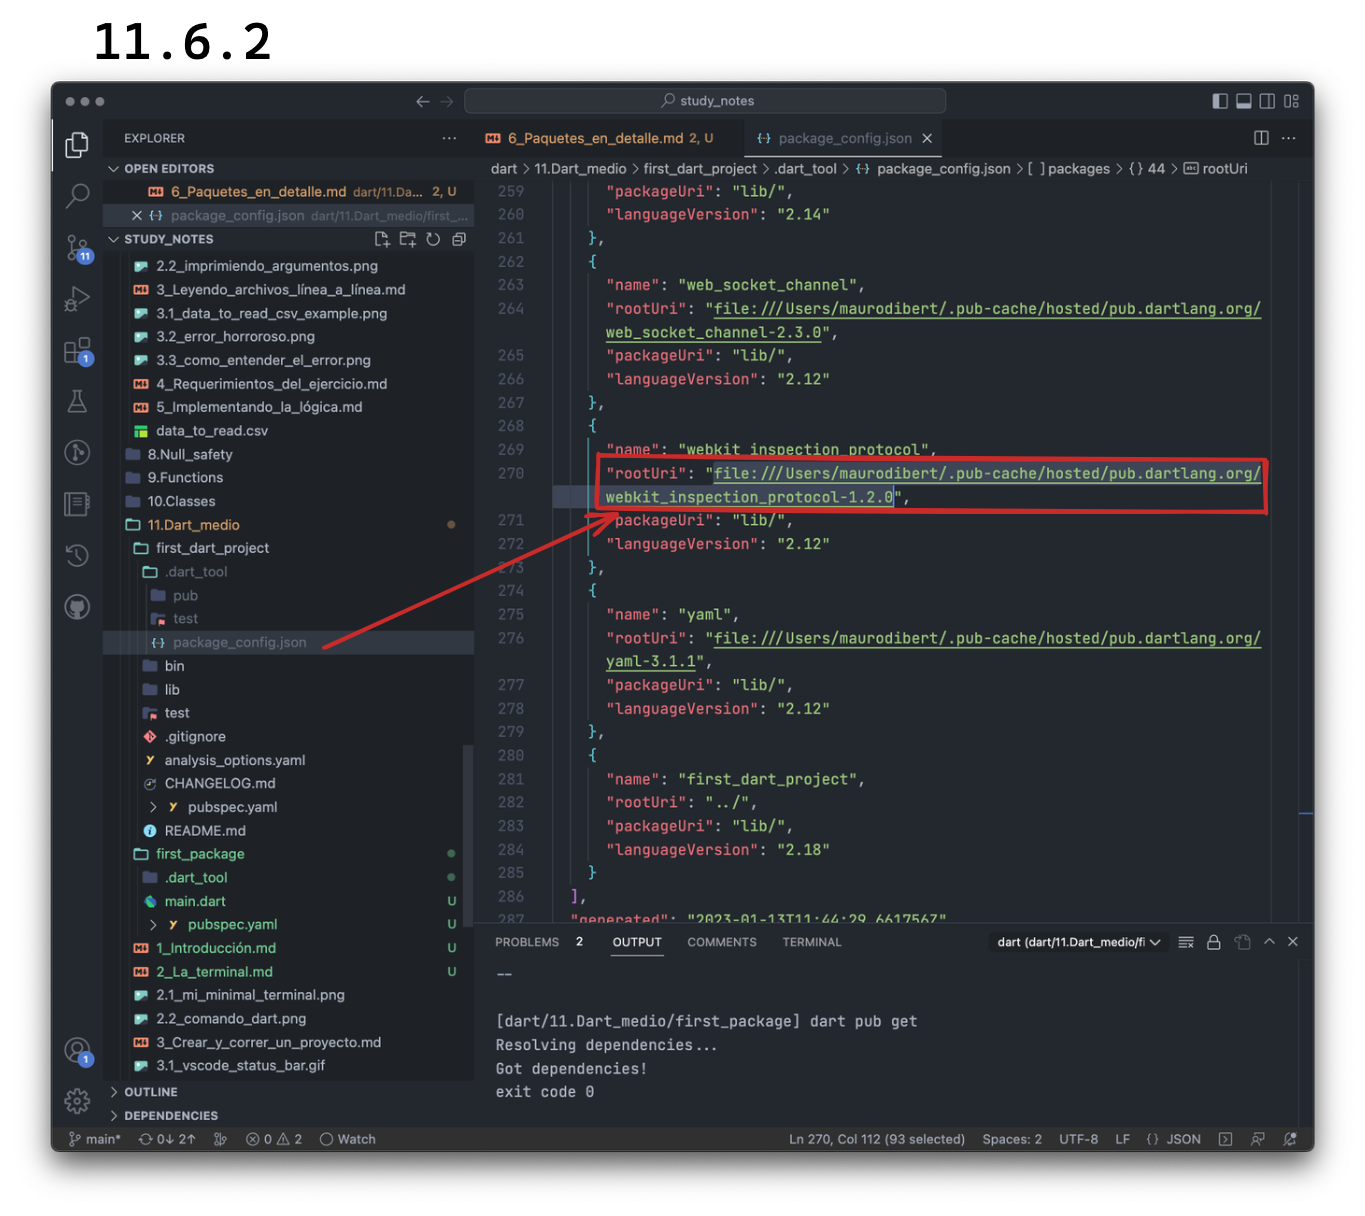 11.6.2
study_notes
EXPLORER
OPEN EDITORS
6_Paquetes_en_detalle.md dart/11.Da... 2, U
package_config.json dart/11.Dart_medio/first_...
STUDY_NOTES
2.2_imprimiendo_argumentos.png
3_Leyendo_archivos_línea_a_línea.md
3.1_data_to_read_csv_example.png
3.2_error_horroroso.png
3.3_como_entender_el_error.png
4_Requerimientos_del_ejercicio.md
5_Implementando_la_lógica.md
data_to_read.csv
8.Null_safety
9.Functions
10.Classes
11.Dart_medio
first_dart_project
.dart_tool
pub
test
package_config.json
bin
lib
test
.gitignore
analysis_options.yaml
CHANGELOG.md
pubspec.yaml
README.md
first_package
.dart_tool
main.dart U
pubspec.yaml U
1_Introducción.md U
2_La_terminal.md U
2.1_mi_minimal_terminal.png
2.2_comando_dart.png
3_Crear_y_correr_un_proyecto.md
3.1_vscode_status_bar.gif
OUTLINE
DEPENDENCIES
11
1
1
6_Paquetes_en_detalle.md 2, U
package_config.json
dart > 11.Dart_medio > first_dart_project > .dart_tool > {} package_config.json > [ ] packages > {} 44 > rootUri
259 "packageUri": "lib/",
260 "languageVersion": "2.14"
261 },
262 {
263 "name": "web_socket_channel",
264 "rootUri": "file:///Users/maurodibert/.pub-cache/hosted/pub.dartlang.org/
web_socket_channel-2.3.0",
265 "packageUri": "lib/",
266 "languageVersion": "2.12"
267 },
268 {
269 "name": "webkit_inspection_protocol",
270 "rootUri": "file:///Users/maurodibert/.pub-cache/hosted/pub.dartlang.org/
webkit_inspection_protocol-1.2.0",
271 "packageUri": "lib/",
272 "languageVersion": "2.12"
273 },
274 {
275 "name": "yaml",
276 "rootUri": "file:///Users/maurodibert/.pub-cache/hosted/pub.dartlang.org/
yaml-3.1.1",
277 "packageUri": "lib/",
278 "languageVersion": "2.12"
279 },
280 {
281 "name": "first_dart_project",
282 "rootUri": "../",
283 "packageUri": "lib/",
284 "languageVersion": "2.18"
285 }
286 ],
287 "generated": "2023-01-13T11:44:29.661756Z"
PROBLEMS 2 OUTPUT COMMENTS TERMINAL
dart (dart/11.Dart_medio/fi
--
[dart/11.Dart_medio/first_package] dart pub get
Resolving dependencies...
Got dependencies!
exit code 0
main* 0↓ 2↑ 0 2 Watch
Ln 270, Col 112 (93 selected) Spaces: 2 UTF-8 LF {} JSON